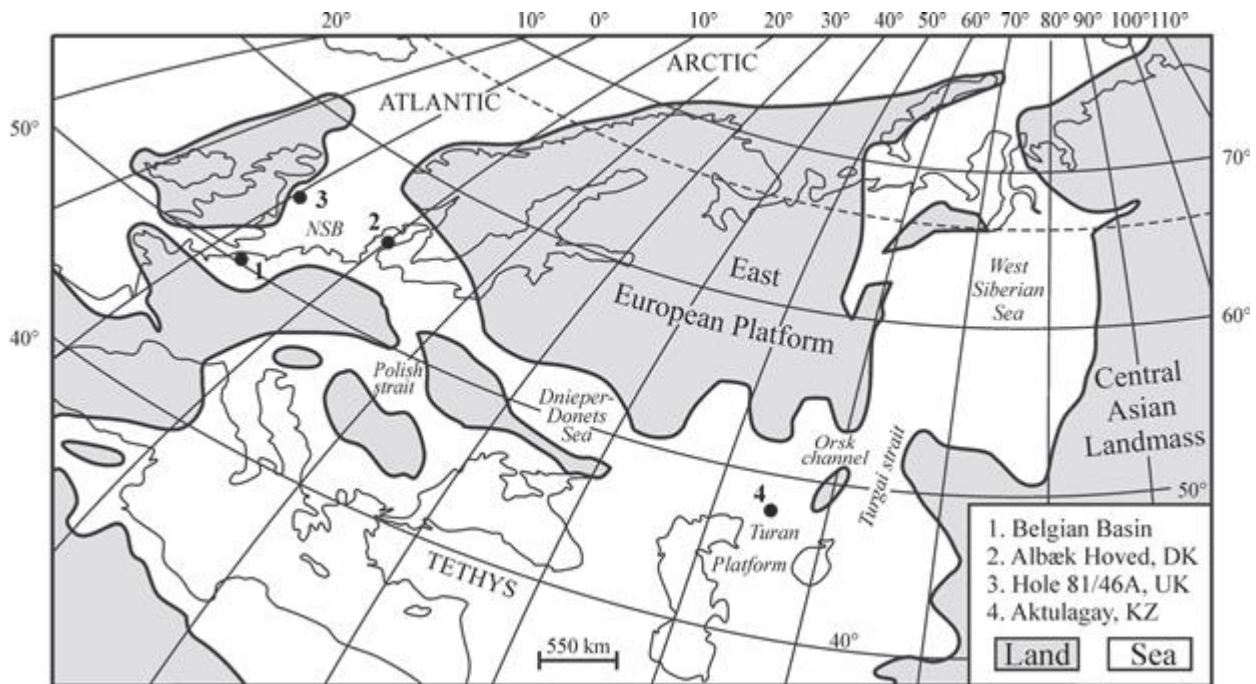 20° 10° 0° 10° 20° 30° 40° 50° 60° 70° 80° 90° 100° 110°
ARCTIC
ATLANTIC
50°
70°
3
NSB
2
1
East
European Platform
West
Siberian
Sea
60°
40°
Polish
strait
Dnieper-
Donets
Sea
Central
Asian
Landmass
Orsk
channel
Turgai strait
50°
4
Turan
Platform
TETHYS
40°
550 km
1. Belgian Basin
2. Albæk Hoved, DK
3. Hole 81/46A, UK
4. Aktulagay, KZ
Land Sea